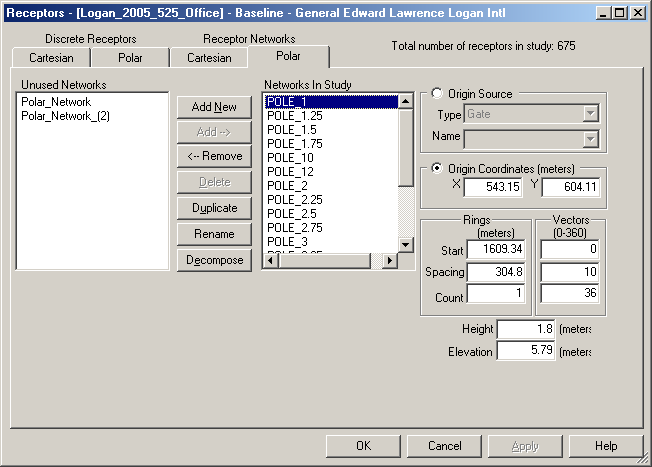 Receptors - [Logan_2005_525_Office] - Baseline - General Edward Lawrence Logan Intl
Discrete Receptors
Receptor Networks
Total number of receptors in study: 675
Cartesian
Polar
Cartesian
Polar
Unused Networks
Polar_Network
Polar_Network_(2)
Add New
Add -->
<-- Remove
Delete
Duplicate
Rename
Decompose
Networks In Study
POLE_1
POLE_1.25
POLE_1.5
POLE_1.75
POLE_10
POLE_12
POLE_2
POLE_2.25
POLE_2.5
POLE_2.75
POLE_3
Origin Source
Type Gate
Name
Origin Coordinates (meters)
X 543.15 Y 604.11
Rings
(meters)
Vectors
(0-360)
Start 1609.34 0
Spacing 304.8 10
Count 1 36
Height 1.8 (meters
Elevation 5.79 (meters
OK
Cancel
Apply
Help